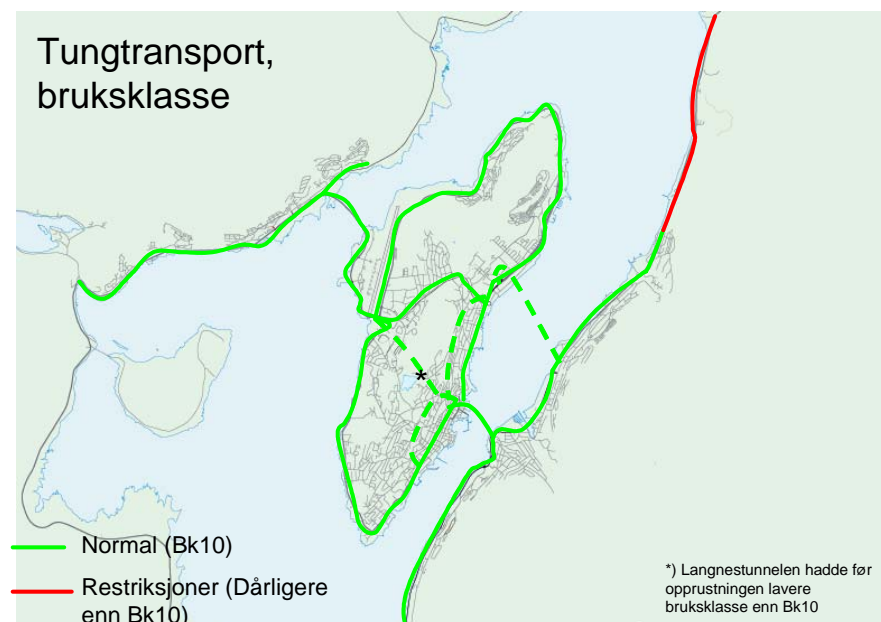 Tungtransport,
bruksklasse
*
Normal (Bk10)
Restriksjoner (Dårligere
enn Bk10)
*) Langnestunnelen hadde før
opprustningen lavere
bruksklasse enn Bk10